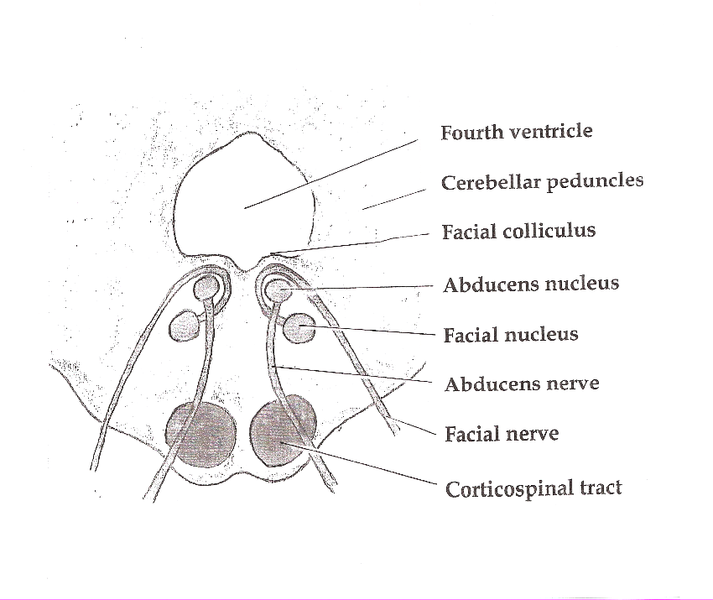 Fourth ventricle
Cerebellar peduncles
Facial colliculus
Abducens nucleus
Facial nucleus
Abducens nerve
Facial nerve
Corticospinal tract